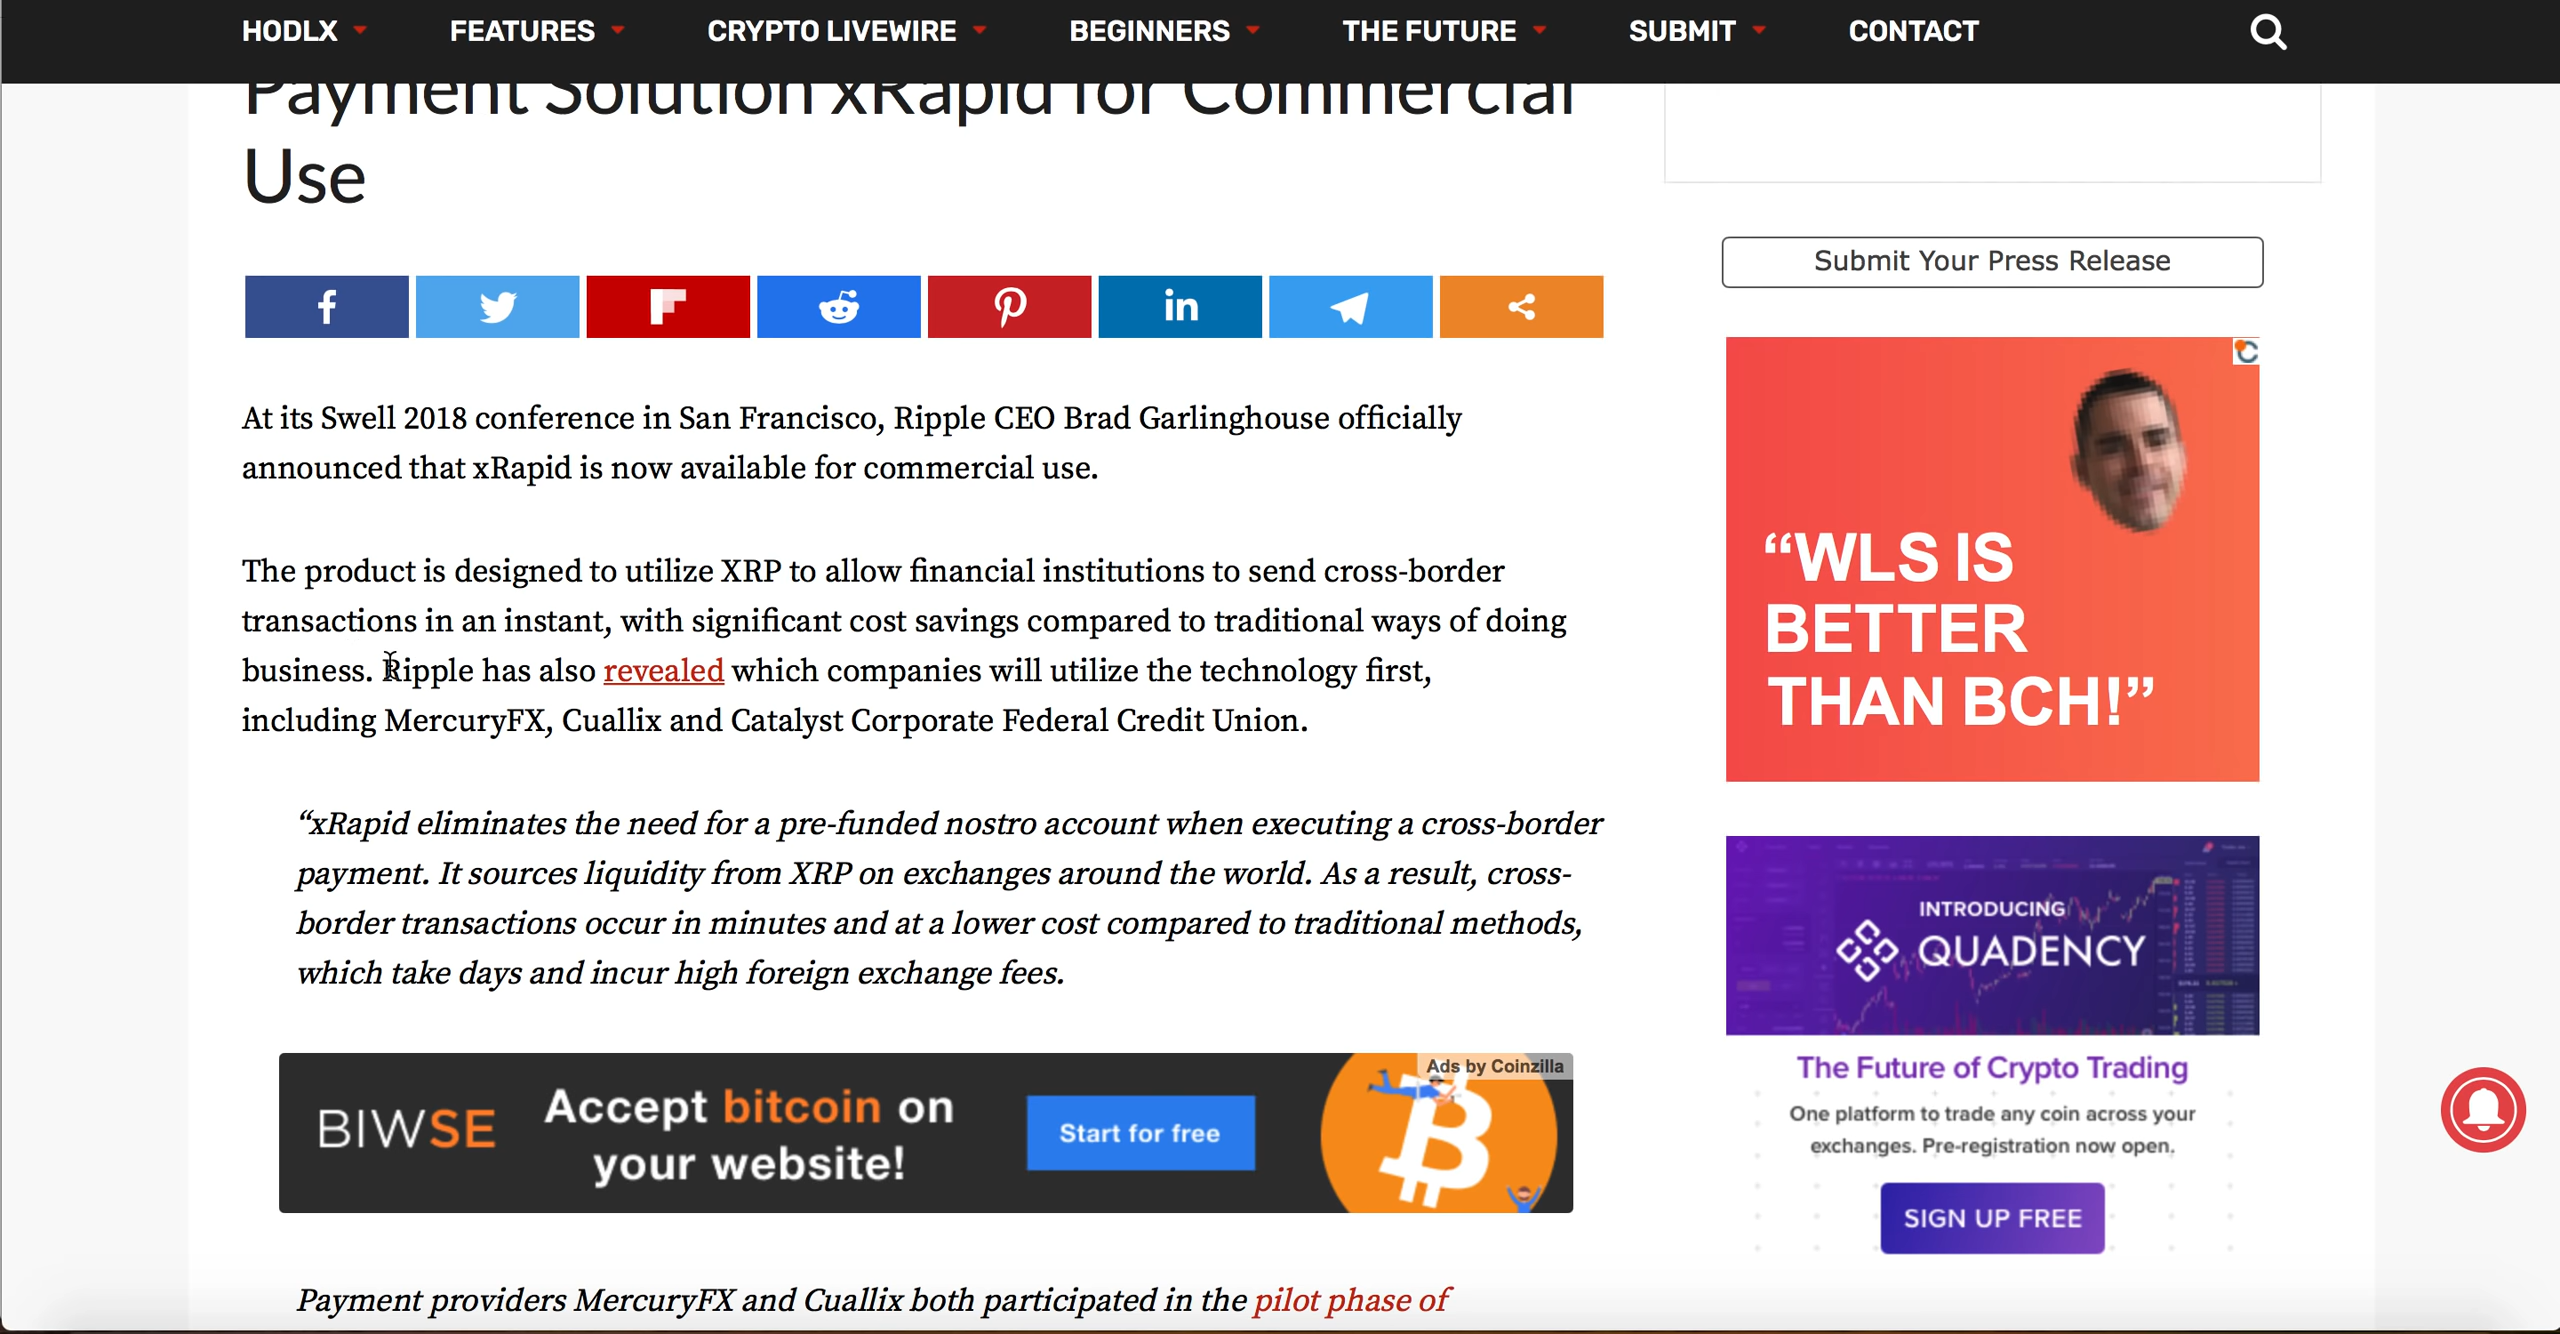 HODLX FEATURES CRYPTO LIVEWIRE BEGINNERS THE FUTURE SUBMIT CONTACT
Payment Solution xRapid for Commercial
Use
At its Swell 2018 conference in San Francisco, Ripple CEO Brad Garlinghouse officially
announced that xRapid is now available for commercial use.
The product is designed to utilize XRP to allow financial institutions to send cross-border
transactions in an instant, with significant cost savings compared to traditional ways of doing
business. Ripple has also revealed which companies will utilize the technology first,
including MercuryFX, Cuallix and Catalyst Corporate Federal Credit Union.
“xRapid eliminates the need for a pre-funded nostro account when executing a cross-border
payment. It sources liquidity from XRP on exchanges around the world. As a result, cross-
border transactions occur in minutes and at a lower cost compared to traditional methods,
which take days and incur high foreign exchange fees.
Ads by Coinzilla
BIWSE
Accept bitcoin on
your website!
Start for free
Payment providers MercuryFX and Cuallix both participated in the pilot phase of
Submit Your Press Release
“WLS IS
BETTER
THAN BCH!”
INTRODUCING
QUADENCY
The Future of Crypto Trading
One platform to trade any coin across your
exchanges. Pre-registration now open.
SIGN UP FREE